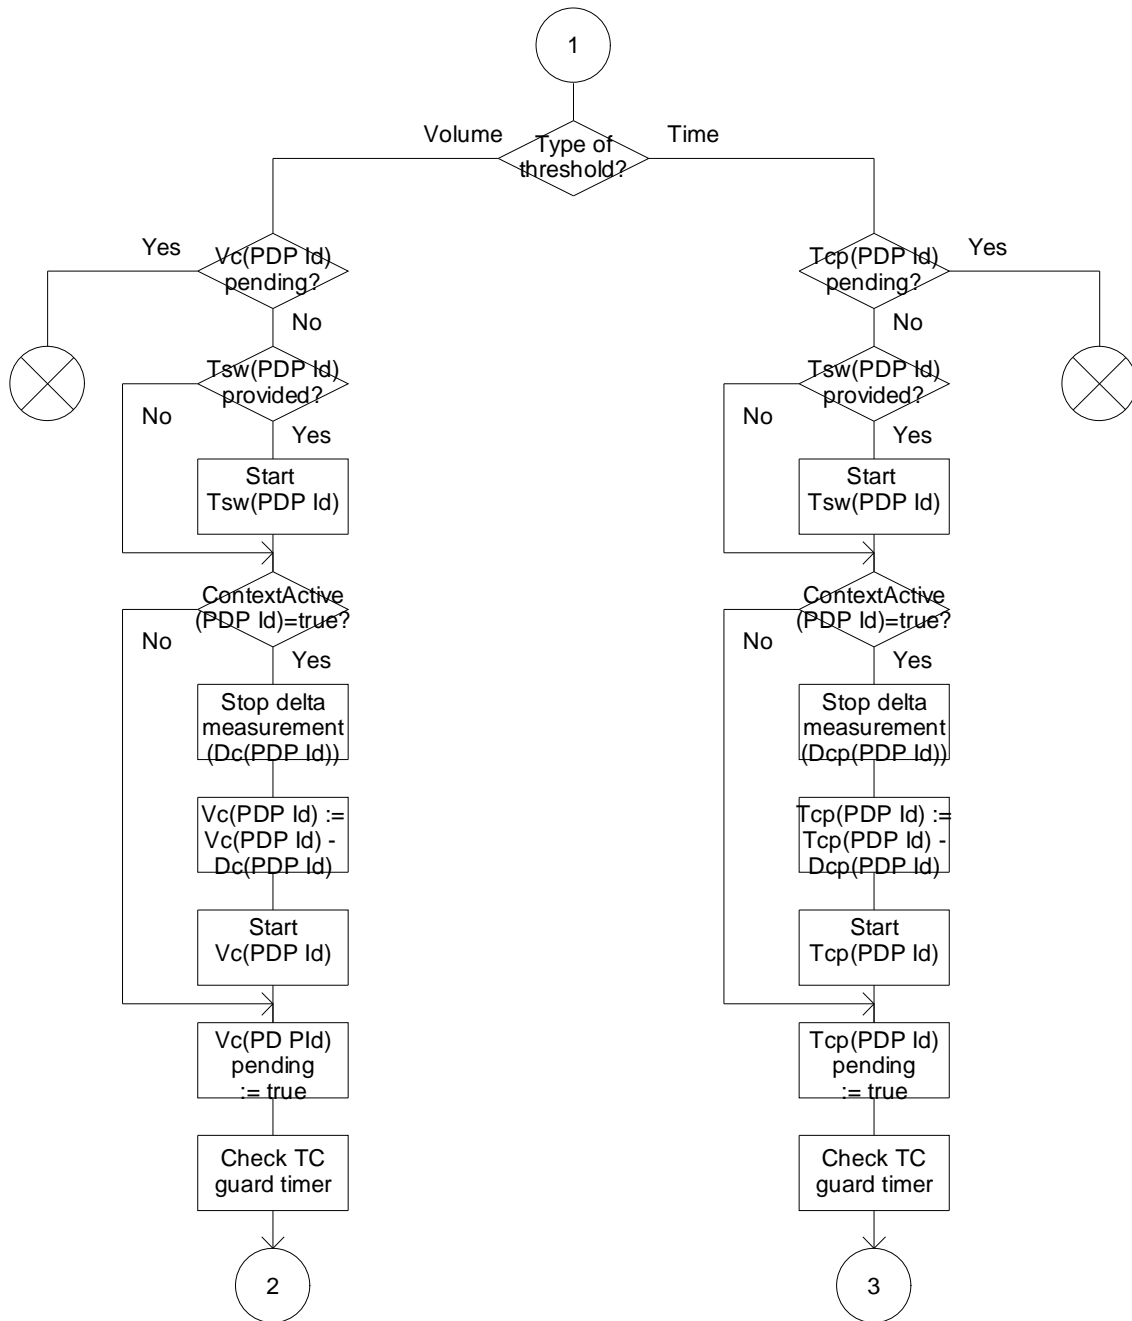 1
Volume
Type of
threshold?
Time
Yes
Vc(PDP Id)
pending?
No
Tsw(PDP Id)
provided?
No
Yes
Start
Tsw(PDP Id)
ContextActive
(PDP Id)=true?
No
Yes
Stop delta
measurement
(Dc(PDP Id))
Vc(PDP Id) :=
Vc(PDP Id) -
Dc(PDP Id)
Start
Vc(PDP Id)
Vc(PD PId)
pending
:= true
Check TC
guard timer
2
Tcp(PDP Id)
pending?
Yes
No
Tsw(PDP Id)
provided?
No
Yes
Start
Tsw(PDP Id)
ContextActive
(PDP Id)=true?
No
Yes
Stop delta
measurement
(Dcp(PDP Id))
Tcp(PDP Id) :=
Tcp(PDP Id) -
Dcp(PDP Id)
Start
Tcp(PDP Id)
Tcp(PDP Id)
pending
:= true
Check TC
guard timer
3